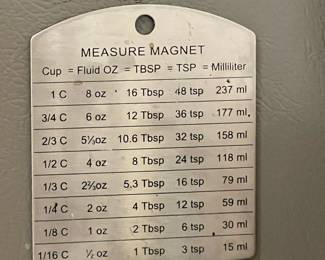 MEASURE MAGNET
Cup = Fluid OZ = TBSP = TSP = Milliliter
1 C 8 oz 16 Tbsp 48 tsp 237 ml
3/4 C 6 oz 12 Tbsp 36 tsp 177 ml
2/3 C 5⅓ oz 10.6 Tbsp 32 tsp 158 ml
1/2 C 4 oz 8 Tbsp 24 tsp 118 ml
1/3 C 2⅔ oz 5.3 Tbsp 16 tsp 79 ml
1/4 C 2 oz 4 Tbsp 12 tsp 59 ml
1/8 C 1 oz 2 Tbsp 6 tsp 30 ml
1/16 C ½ oz 1 Tbsp 3 tsp 15 ml